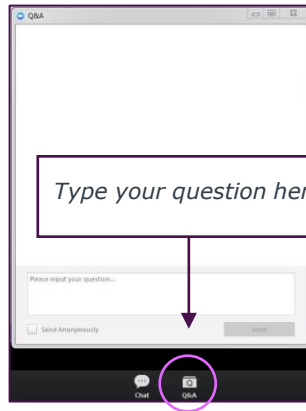 Q&A
Type your question her
Please input your question...
Send Anonymously
Send
Chat
Q&A